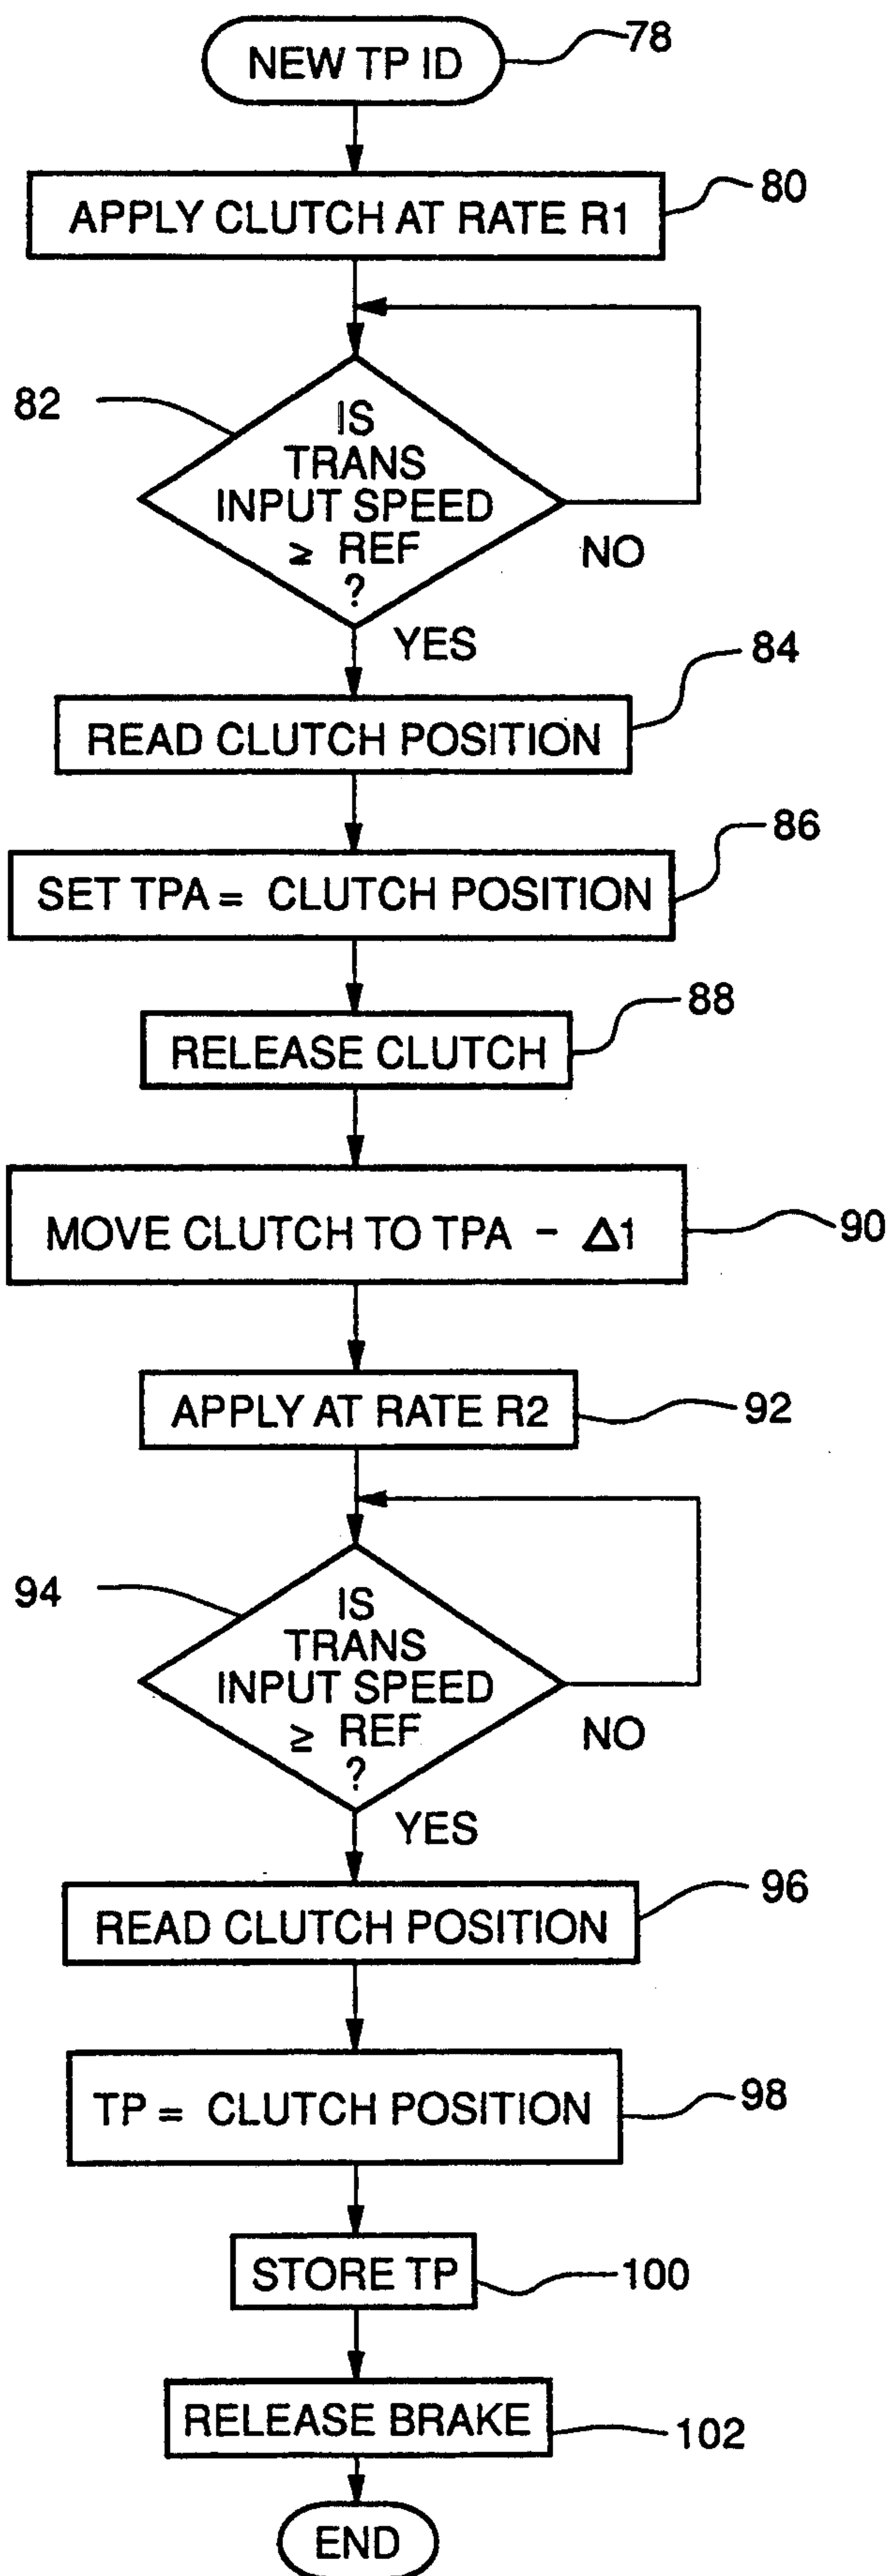 NEW TP ID
78
APPLY CLUTCH AT RATE R1
80
82
IS
TRANS
INPUT SPEED
≥ REF
?
NO
YES
84
READ CLUTCH POSITION
86
SET TPA = CLUTCH POSITION
88
RELEASE CLUTCH
MOVE CLUTCH TO TPA - Δ1
90
APPLY AT RATE R2
92
94
IS
TRANS
INPUT SPEED
≥ REF
?
NO
YES
96
READ CLUTCH POSITION
TP = CLUTCH POSITION
98
STORE TP
100
RELEASE BRAKE
102
END